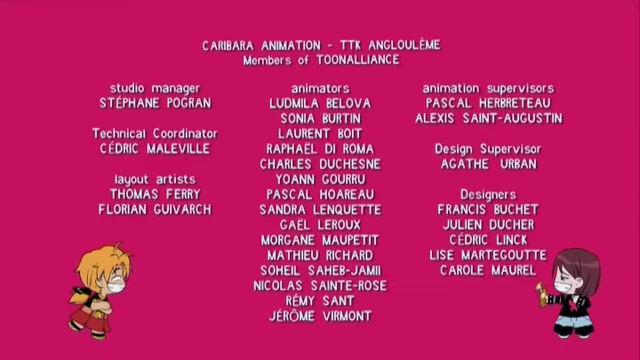 CARIBARA ANIMATION - TTK ANGLOULÈME
Members of TOONALLIANCE
studio manager
STÉPHANE POGRAN
Technical Coordinator
CÉDRIC MALEVILLE
layout artists
THOMAS FERRY
FLORIAN GUIVARCH
animators
LUDMILA BELOVA
SONIA BURTIN
LAURENT BOIT
RAPHAËL DI ROMA
CHARLES DUCHESNE
YOANN GOURRU
PASCAL HOAREAU
SANDRA LENQUETTE
GAËL LEROUX
MORGANE MAUPETIT
MATHIEU RICHARD
SOHEIL SAHEB-JAMII
NICOLAS SAINTE-ROSE
RÉMY SANT
JÉRÔME VIRMONT
animation supervisors
PASCAL HERBRETEAU
ALEXIS SAINT-AUGUSTIN
Design Supervisor
AGATHE URBAN
Designers
FRANCIS BUCHET
JULIEN DUCHER
CÉDRIC LINCK
LISE MARTEGOUTTE
CAROLE MAUREL